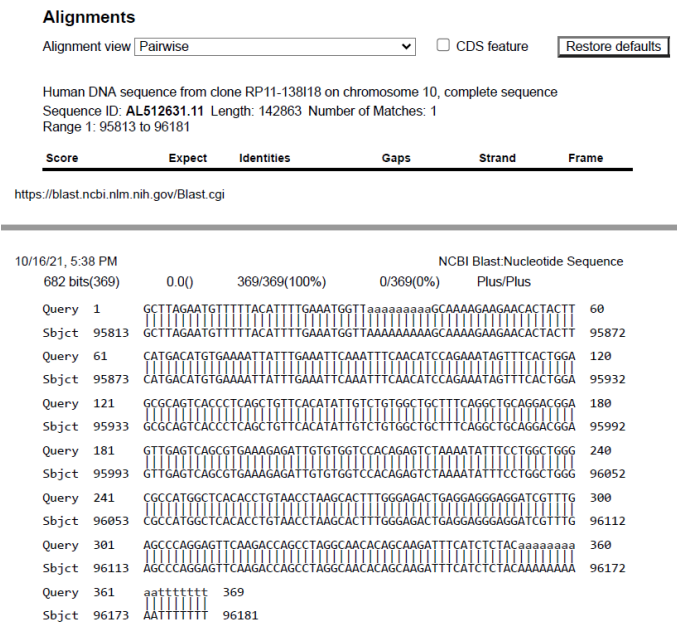 Alignments
Alignment view Pairwise CDS feature Restore defaults
Human DNA sequence from clone RP11-138I18 on chromosome 10, complete sequence
Sequence ID: AL512631.11 Length: 142863 Number of Matches: 1
Range 1: 95813 to 96181
Score Expect Identities Gaps Strand Frame
https://blast.ncbi.nlm.nih.gov/Blast.cgi
10/16/21, 5:38 PM NCBI Blast:Nucleotide Sequence
682 bits(369) 0.0() 369/369(100%) 0/369(0%) Plus/Plus
Query 1 GCTTAGAATGTTTTTACATTTTGAAATGGTTaaaaaaaaaGCAAAAGAAGAACACTACTT 60
Sbjct 95813 GCTTAGAATGTTTTTACATTTTGAAATGGTTAAAAAAAAAGCAAAAGAAGAACACTACTT 95872
Query 61 CATGACATGTGAAAATTATTTGAAATTCAAATTTCAACATCCAGAAATAGTTTCACTGGA 120
Sbjct 95873 CATGACATGTGAAAATTATTTGAAATTCAAATTTCAACATCCAGAAATAGTTTCACTGGA 95932
Query 121 GCGCAGTCACCCTCAGCTGTTCACATATTGTCTGTGGCTGCTTTCAGGCTGCAGGACGGA 180
Sbjct 95933 GCGCAGTCACCCTCAGCTGTTCACATATTGTCTGTGGCTGCTTTCAGGCTGCAGGACGGA 95992
Query 181 GTTGAGTCAGCGTGAAAGAGATTGTGTGGTCCACAGAGTCTAAAATATTTCCTGGCTGGG 240
Sbjct 95993 GTTGAGTCAGCGTGAAAGAGATTGTGTGGTCCACAGAGTCTAAAATATTTCCTGGCTGGG 96052
Query 241 CGCCATGGCTCACACCTGTAACCTAAGCACTTTGGGAGACTGAGGAGGGAGGATCGTTTG 300
Sbjct 96053 CGCCATGGCTCACACCTGTAACCTAAGCACTTTGGGAGACTGAGGAGGGAGGATCGTTTG 96112
Query 301 AGCCCAGGAGTTCAAGACCAGCCTAGGCAACACAGCAAGATTTCATCTCTACaaaaaaaa 360
Sbjct 96113 AGCCCAGGAGTTCAAGACCAGCCTAGGCAACACAGCAAGATTTCATCTCTACAAAAAAAA 96172
Query 361 aattttttt 369
Sbjct 96173 AATTTTTTT 96181